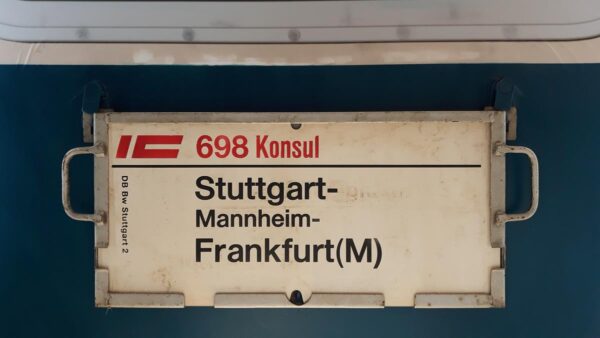 IC 698 Konsul
Stuttgart-
Mannheim-
Frankfurt(M)
DB Bw Stuttgart 2